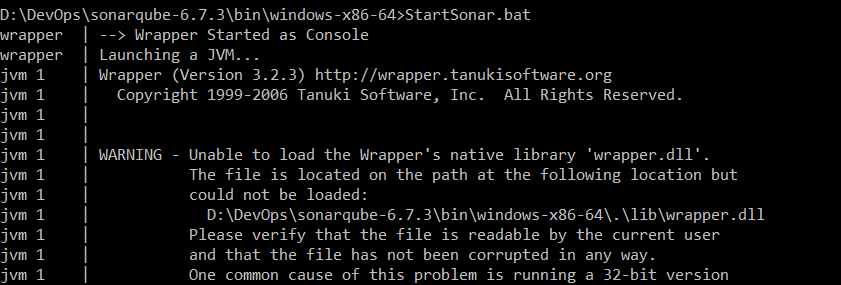 D:\DevOps\sonarqube-6.7.3\bin\windows-x86-64>StartSonar.bat
wrapper  | --> Wrapper Started as Console
wrapper  | Launching a JVM...
jvm 1    | Wrapper (Version 3.2.3) http://wrapper.tanukisoftware.org
jvm 1    |   Copyright 1999-2006 Tanuki Software, Inc.  All Rights Reserved.
jvm 1    |
jvm 1    |
jvm 1    | WARNING - Unable to load the Wrapper's native library 'wrapper.dll'.
jvm 1    |           The file is located on the path at the following location but
jvm 1    |           could not be loaded:
jvm 1    |             D:\DevOps\sonarqube-6.7.3\bin\windows-x86-64\.\lib\wrapper.dll
jvm 1    |           Please verify that the file is readable by the current user
jvm 1    |           and that the file has not been corrupted in any way.
jvm 1    |           One common cause of this problem is running a 32-bit version